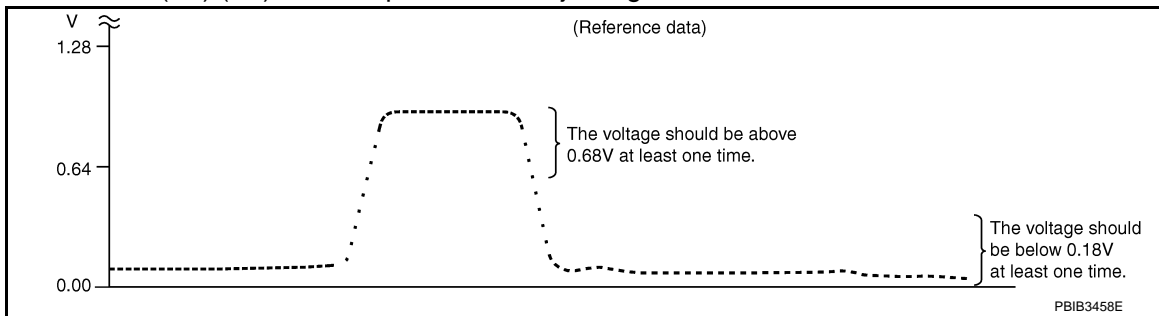 V
(Reference data)
1.28
The voltage should be above
0.68V at least one time.
0.64
The voltage should
be below 0.18V
at least one time.
0.00
PBIB3458E